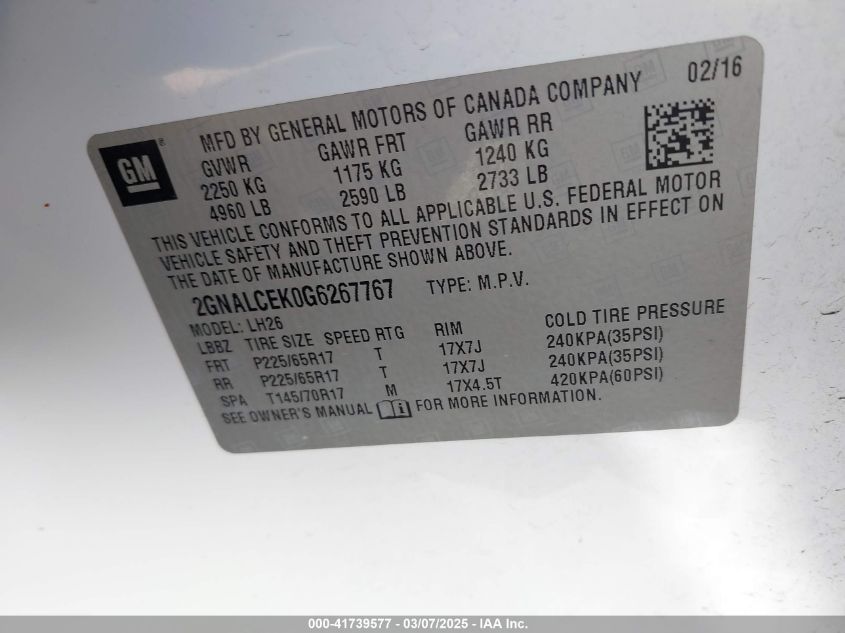 GM ®
MFD BY GENERAL MOTORS OF CANADA COMPANY 02/16
GVWR GAWR FRT GAWR RR
2250 KG 1175 KG 1240 KG
4960 LB 2590 LB 2733 LB
THIS VEHICLE CONFORMS TO ALL APPLICABLE U.S. FEDERAL MOTOR
VEHICLE SAFETY AND THEFT PREVENTION STANDARDS IN EFFECT ON
THE DATE OF MANUFACTURE SHOWN ABOVE.
2GNALCEK0G6267767 TYPE: M.P.V.
MODEL: LH26
LBBZ TIRE SIZE SPEED RTG RIM COLD TIRE PRESSURE
FRT P225/65R17 T 17X7J 240KPA(35PSI)
RR P225/65R17 T 17X7J 240KPA(35PSI)
SPA T145/70R17 M 17X4.5T 420KPA(60PSI)
SEE OWNER'S MANUAL i FOR MORE INFORMATION.
000-41739577 — 03/07/2025 - IAA Inc.